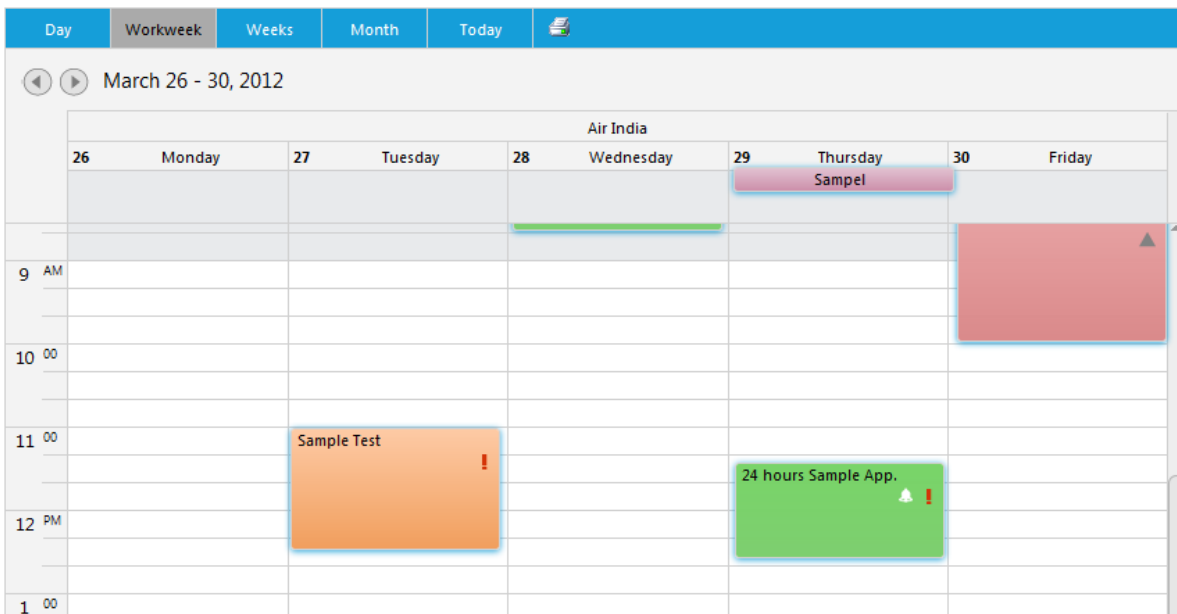 Day Workweek Weeks Month Today
March 26 - 30, 2012
Air India
26 Monday 27 Tuesday 28 Wednesday 29 Thursday 30 Friday
Sampel
9 AM
10 00
11 00
Sample Test
!
24 hours Sample App.
!
12 PM
1 00